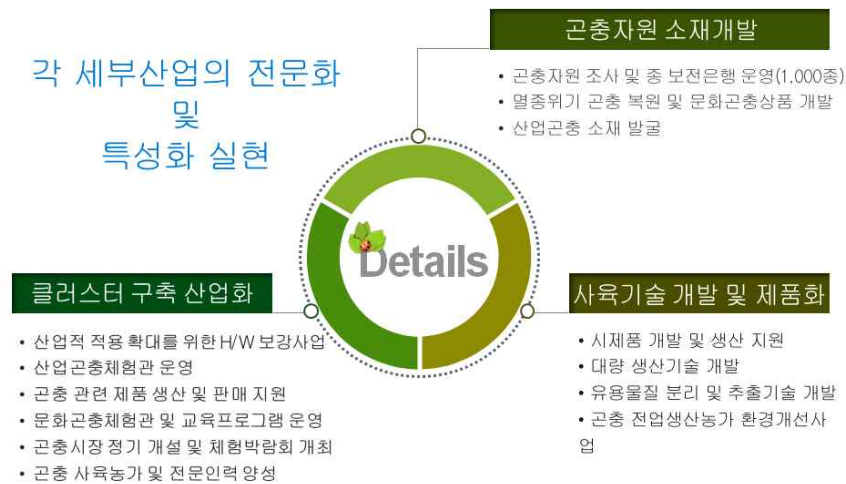 각 세부산업의 전문화
및
특성화 실현
곤충자원 소재개발
• 곤충자원 조사 및 종 보전은행 운영(1,000종)
• 멸종위기 곤충 복원 및 문화곤충상품 개발
• 산업곤충 소재 발굴
Details
클러스터 구축 산업화
• 산업적 적용 확대를 위한 H/W 보강사업
• 산업곤충체험관 운영
• 곤충 관련 제품 생산 및 판매 지원
• 문화곤충체험관 및 교육프로그램 운영
• 곤충시장 정기 개설 및 체험박람회 개최
• 곤충 사육농가 및 전문인력 양성
사육기술 개발 및 제품화
• 시제품 개발 및 생산 지원
• 대량 생산기술 개발
• 유용물질 분리 및 추출기술 개발
• 곤충 전업생산농가 환경개선사
업